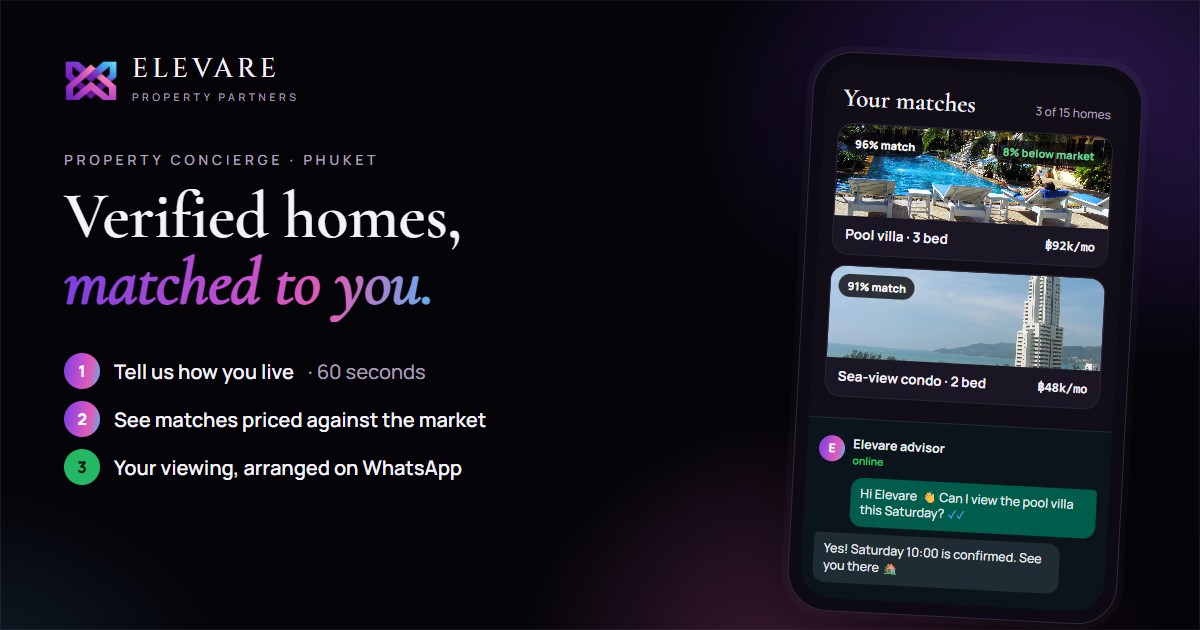 ELEVARE
PROPERTY PARTNERS
PROPERTY CONCIERGE · PHUKET
Verified homes,
matched to you.
1 Tell us how you live · 60 seconds
2 See matches priced against the market
3 Your viewing, arranged on WhatsApp
Your matches 3 of 15 homes
96% match 8% below market
Pool villa · 3 bed ฿92k/mo
91% match
Sea-view condo · 2 bed ฿48k/mo
E Elevare advisor
online
Hi Elevare 👋 Can I view the pool villa
this Saturday? ✓✓
Yes! Saturday 10:00 is confirmed. See
you there 🏡